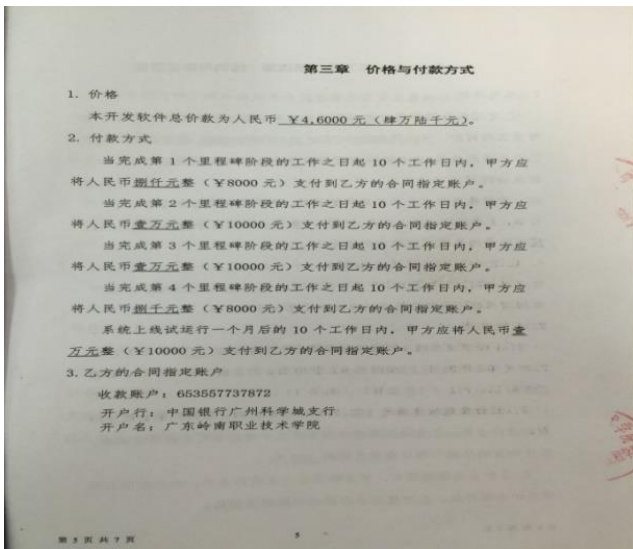 第三章 价格与付款方式
1. 价格
本开发软件总价款为人民币 ￥4,6000 元（肆万陆千元）。
2. 付款方式
当完成第 1 个里程碑阶段的工作之日起 10 个工作日内，甲方应
将人民币捌仟元整（￥8000 元）支付到乙方的合同指定账户。
当完成第 2 个里程碑阶段的工作之日起 10 个工作日内，甲方应
将人民币壹万元整（￥10000 元）支付到乙方的合同指定账户。
当完成第 3 个里程碑阶段的工作之日起 10 个工作日内，甲方应
将人民币壹万元整（￥10000 元）支付到乙方的合同指定账户。
当完成第 4 个里程碑阶段的工作之日起 10 个工作日内，甲方应
将人民币捌千元整（￥8000 元）支付到乙方的合同指定账户。
系统上线试运行一个月后的 10 个工作日内，甲方应将人民币壹
万元整（￥10000 元）支付到乙方的合同指定账户。
3. 乙方的合同指定账户
收款账户：653557737872
开户行：中国银行广州科学城支行
开户名：广东岭南职业技术学院
第 5 页 共 7 页
5